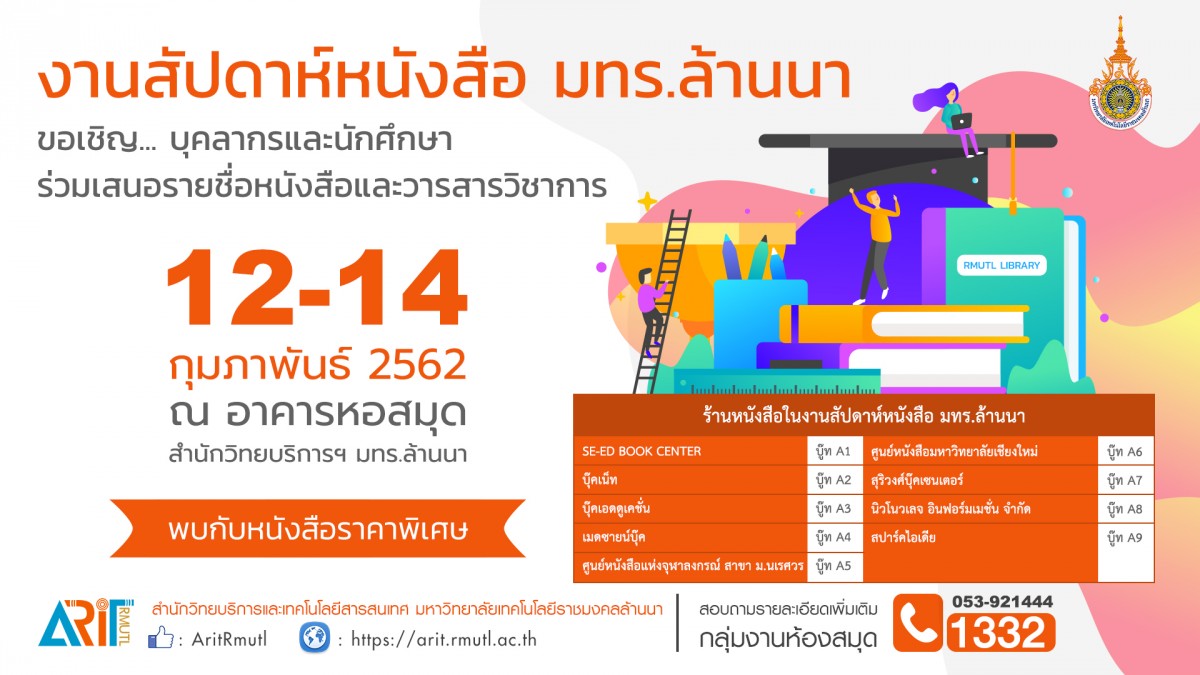 งานสัปดาห์หนังสือ มทร.ล้านนา
ขอเชิญ... บุคลากรและนักศึกษา
ร่วมเสนอรายชื่อหนังสือและวารสารวิชาการ
12-14
กุมภาพันธ์ 2562
ณ อาคารหอสมุด
สำนักวิทยบริการฯ มทร.ล้านนา
พบกับหนังสือราคาพิเศษ
RMUTL LIBRARY
ร้านหนังสือในงานสัปดาห์หนังสือ มทร.ล้านนา
SE-ED BOOK CENTER บู๊ท A1 ศูนย์หนังสือมหาวิทยาลัยเชียงใหม่ บู๊ท A6
บุ๊คเน็ท บู๊ท A2 สุริวงศ์บุ๊คเซนเตอร์ บู๊ท A7
บุ๊คเอดดูเคชั่น บู๊ท A3 นิวโนวเลจ อินฟอร์มเมชั่น จำกัด บู๊ท A8
เมดซายน์บุ๊ค บู๊ท A4 สปาร์คไอเดีย บู๊ท A9
ศูนย์หนังสือแห่งจุฬาลงกรณ์ สาขา ม.นเรศวร บู๊ท A5
ARIT RMUTL
สำนักวิทยบริการและเทคโนโลยีสารสนเทศ มหาวิทยาลัยเทคโนโลยีราชมงคลล้านนา
: AritRmutl : https://arit.rmutl.ac.th
สอบถามรายละเอียดเพิ่มเติม
กลุ่มงานห้องสมุด
053-921444
1332